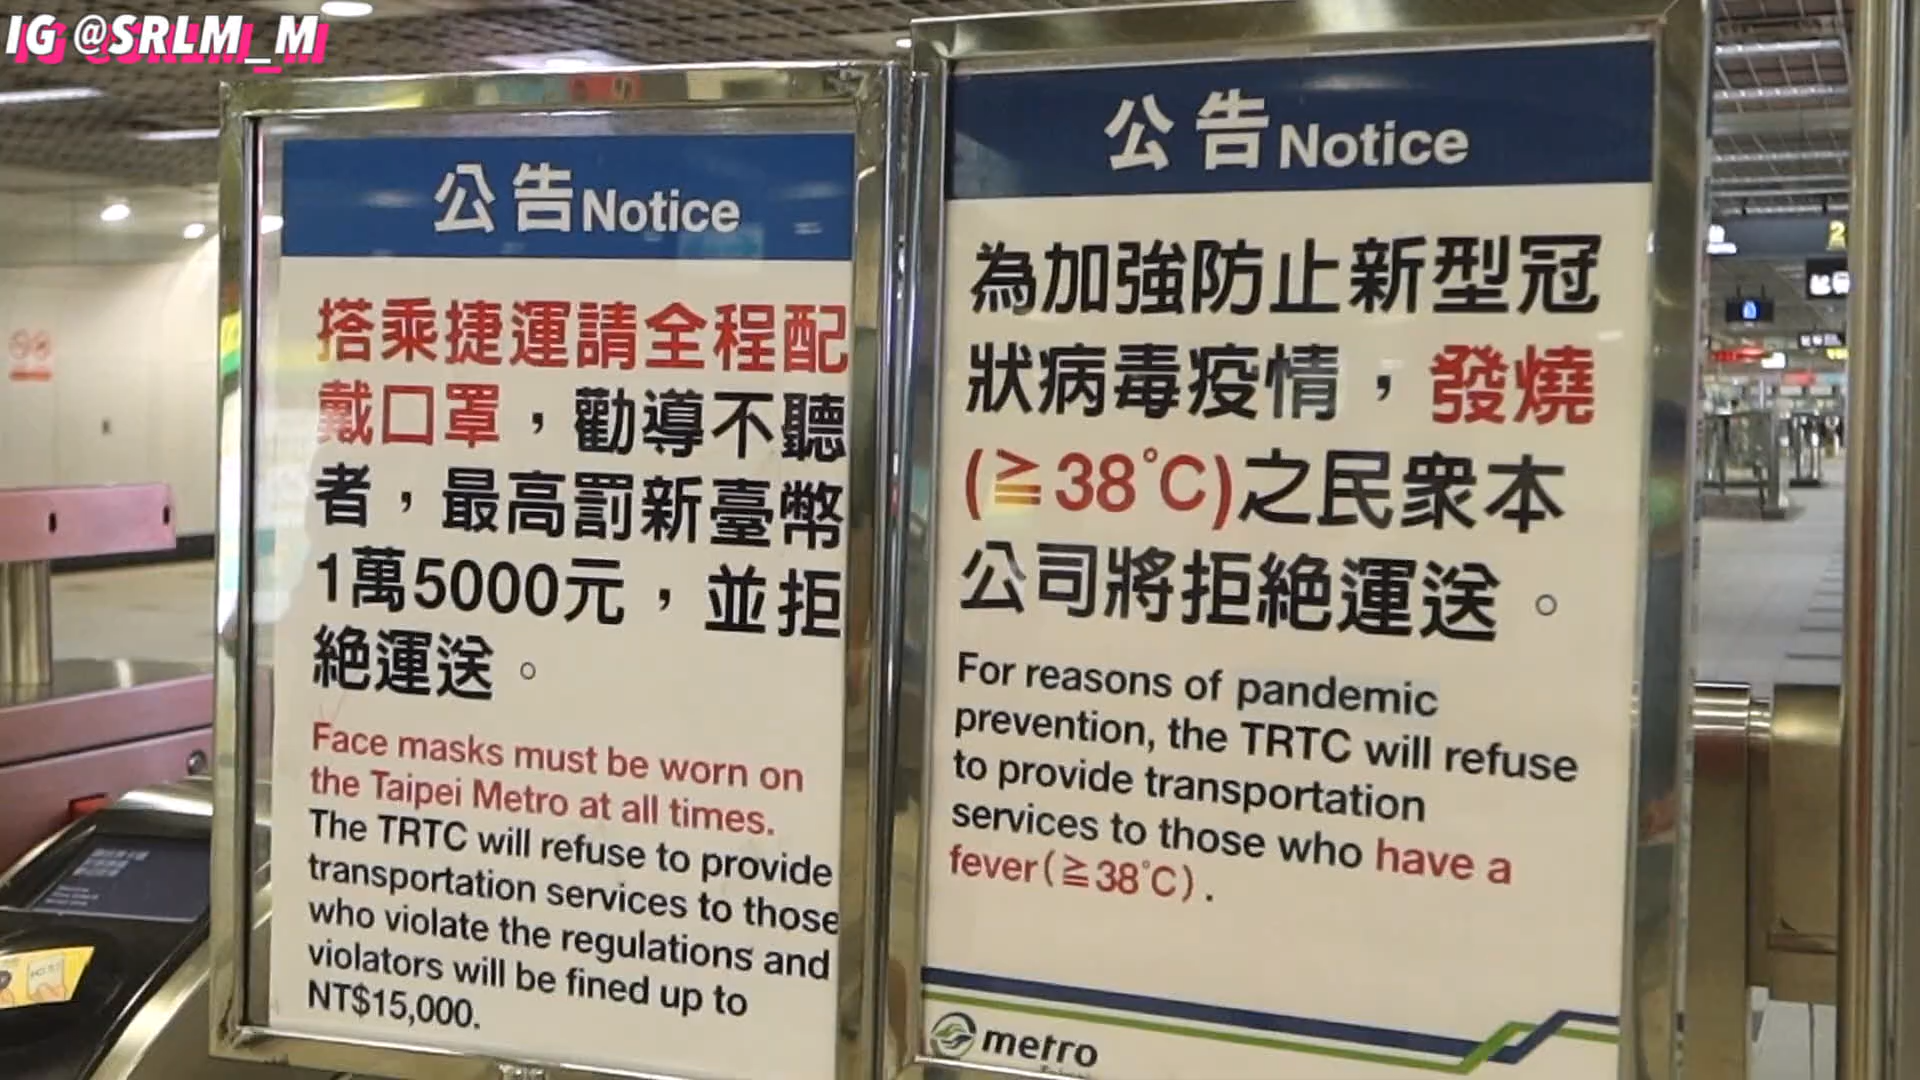 IG @SRLM_M
公告Notice
搭乘捷運請全程配
戴口罩，勸導不聽
者，最高罰新臺幣
1萬5000元，並拒
絕運送。
Face masks must be worn on
the Taipei Metro at all times.
The TRTC will refuse to provide
transportation services to those
who violate the regulations and
violators will be fined up to
NT$15,000.
公告Notice
為加強防止新型冠
狀病毒疫情，發燒
(≧38°C)之民眾本
公司將拒絕運送。
For reasons of pandemic
prevention, the TRTC will refuse
to provide transportation
services to those who have a
fever(≧38°C).
metro